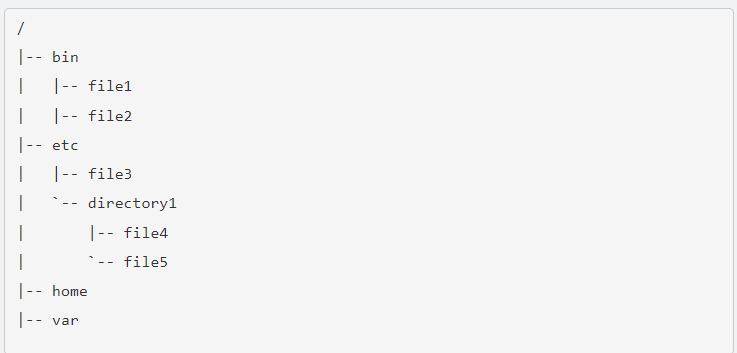 /
|-- bin
|   |-- file1
|   |-- file2
|-- etc
|   |-- file3
|   `-- directory1
|       |-- file4
|       `-- file5
|-- home
|-- var